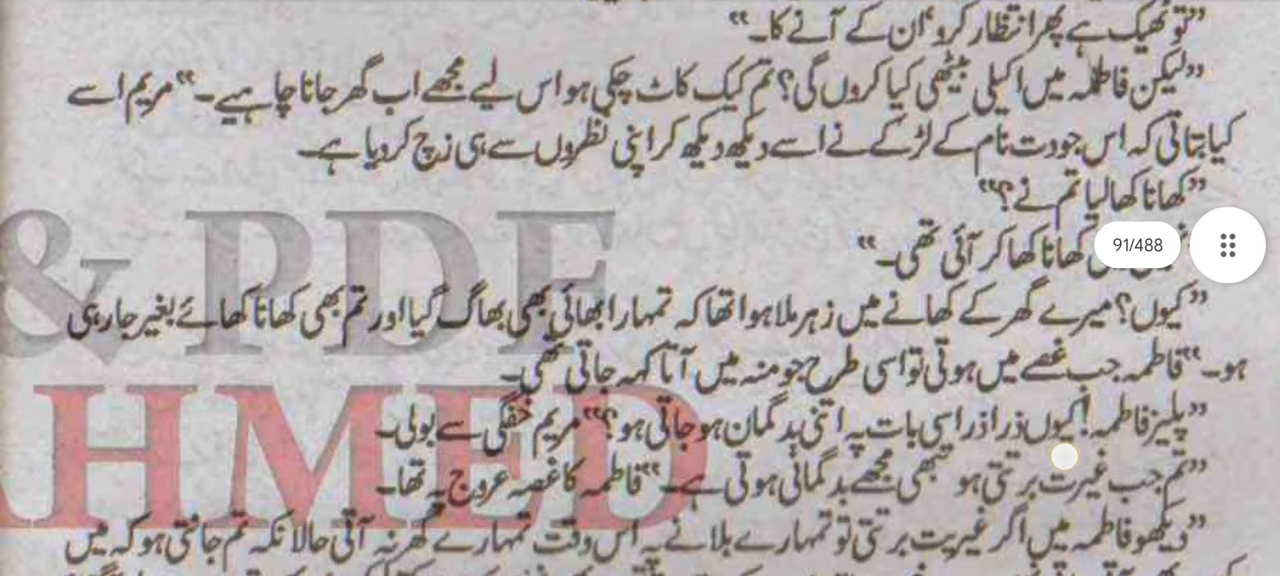 ”تو ٹھیک ہے پھر انتظار کرو ان کے آنے کا۔“
”لیکن فاطمہ میں اکیلی بیٹھی کیا کروں گی؟ تم کیک کاٹ چکی ہو اس لیے مجھے اب گھر جانا چاہیے۔“ مریم اسے
کیا بتاتی کہ اس جودت نام کے لڑکے نے اسے دیکھ دیکھ کر اپنی نظروں سے ہی زچ کر دیا ہے۔
”کھانا کھالیا تم نے؟“
کھانا کھا کر آئی تھی۔“
91/488
”کیوں؟ میرے گھر کے کھانے میں زہر ملا ہوا تھا کہ تمہارا بھائی بھی بھاگ گیا اور تم بھی کھانا کھائے بغیر جا رہی
ہو۔“ فاطمہ جب غصے میں ہوتی تو اسی طرح جو منہ میں آتا کہہ جاتی تھی۔
”پلیز فاطمہ! کیوں ذرا ذرا سی بات پہ اتنی بدگمان ہو جاتی ہو؟“ مریم خفگی سے بولی۔
”تم جب غیرت برتتی ہو تبھی مجھے بدگمانی ہوتی ہے۔“ فاطمہ کا غصہ عروج پہ تھا۔
”دیکھو فاطمہ میں اگر غیریت برتتی تو تمہارے بلانے پہ اس وقت تمہارے گھر نہ آتی حالانکہ تم جانتی ہو کہ میں
& PDF
AHMED